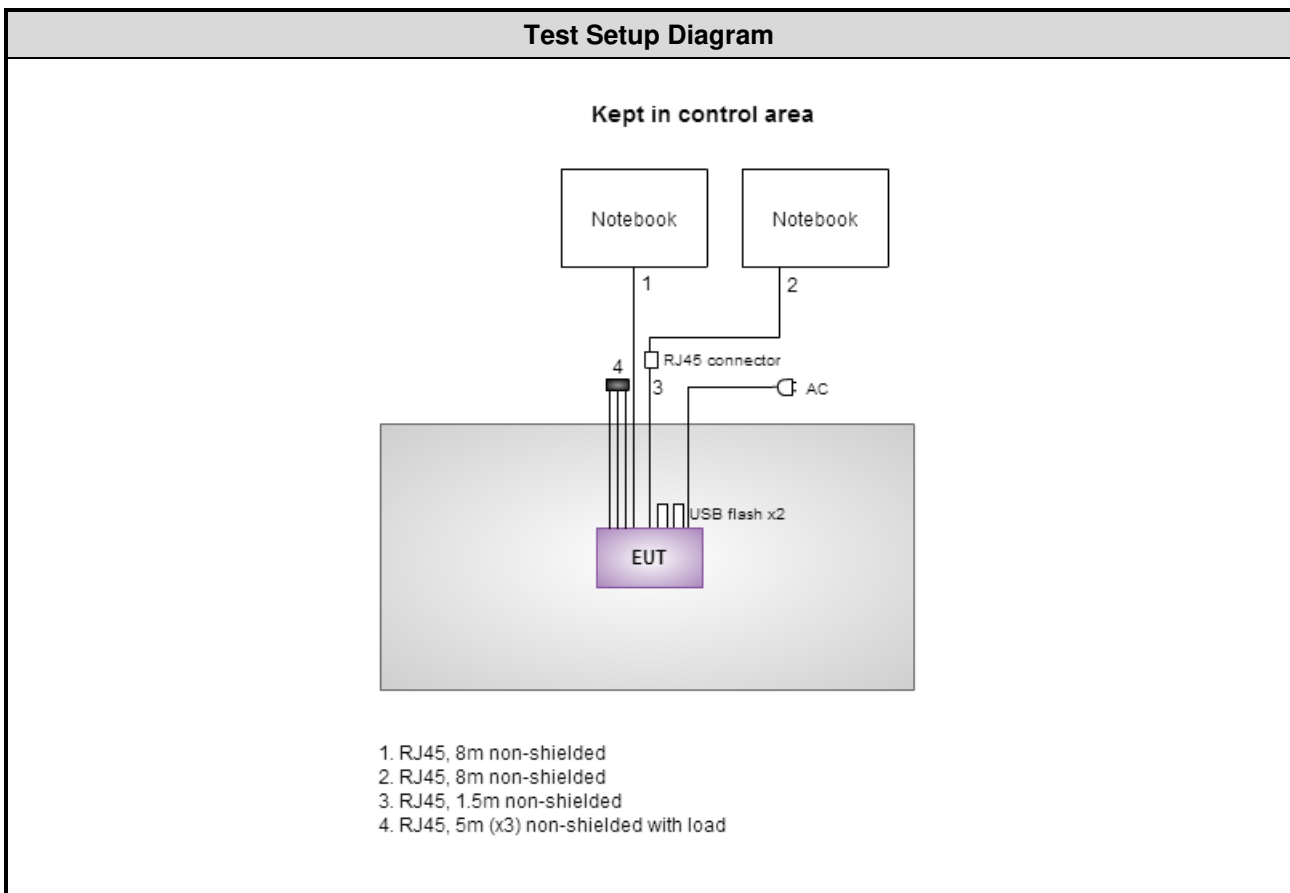 Test Setup Diagram
Kept in control area
Notebook
Notebook
1
2
RJ45 connector
4
3
AC
USB flash x2
EUT
1. RJ45, 8m non-shielded
2. RJ45, 8m non-shielded
3. RJ45, 1.5m non-shielded
4. RJ45, 5m (x3) non-shielded with load